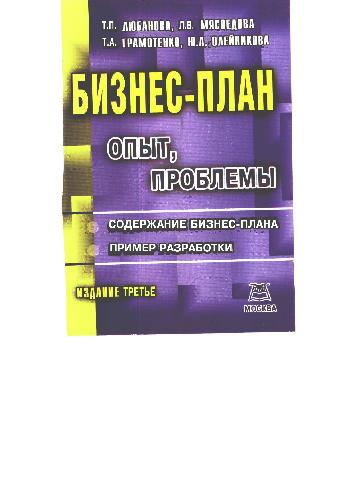 Т.П. ЛЮБАНОВА, Л.В. МЯСОЕДОВА
Т.А. ГРАМОТЕНКО, Ю.А. ОЛЕЙНИКОВА
БИЗНЕС-ПЛАН
ОПЫТ,
ПРОБЛЕМЫ
СОДЕРЖАНИЕ БИЗНЕС-ПЛАНА
ПРИМЕР РАЗРАБОТКИ
ИЗДАНИЕ ТРЕТЬЕ
МОСКВА